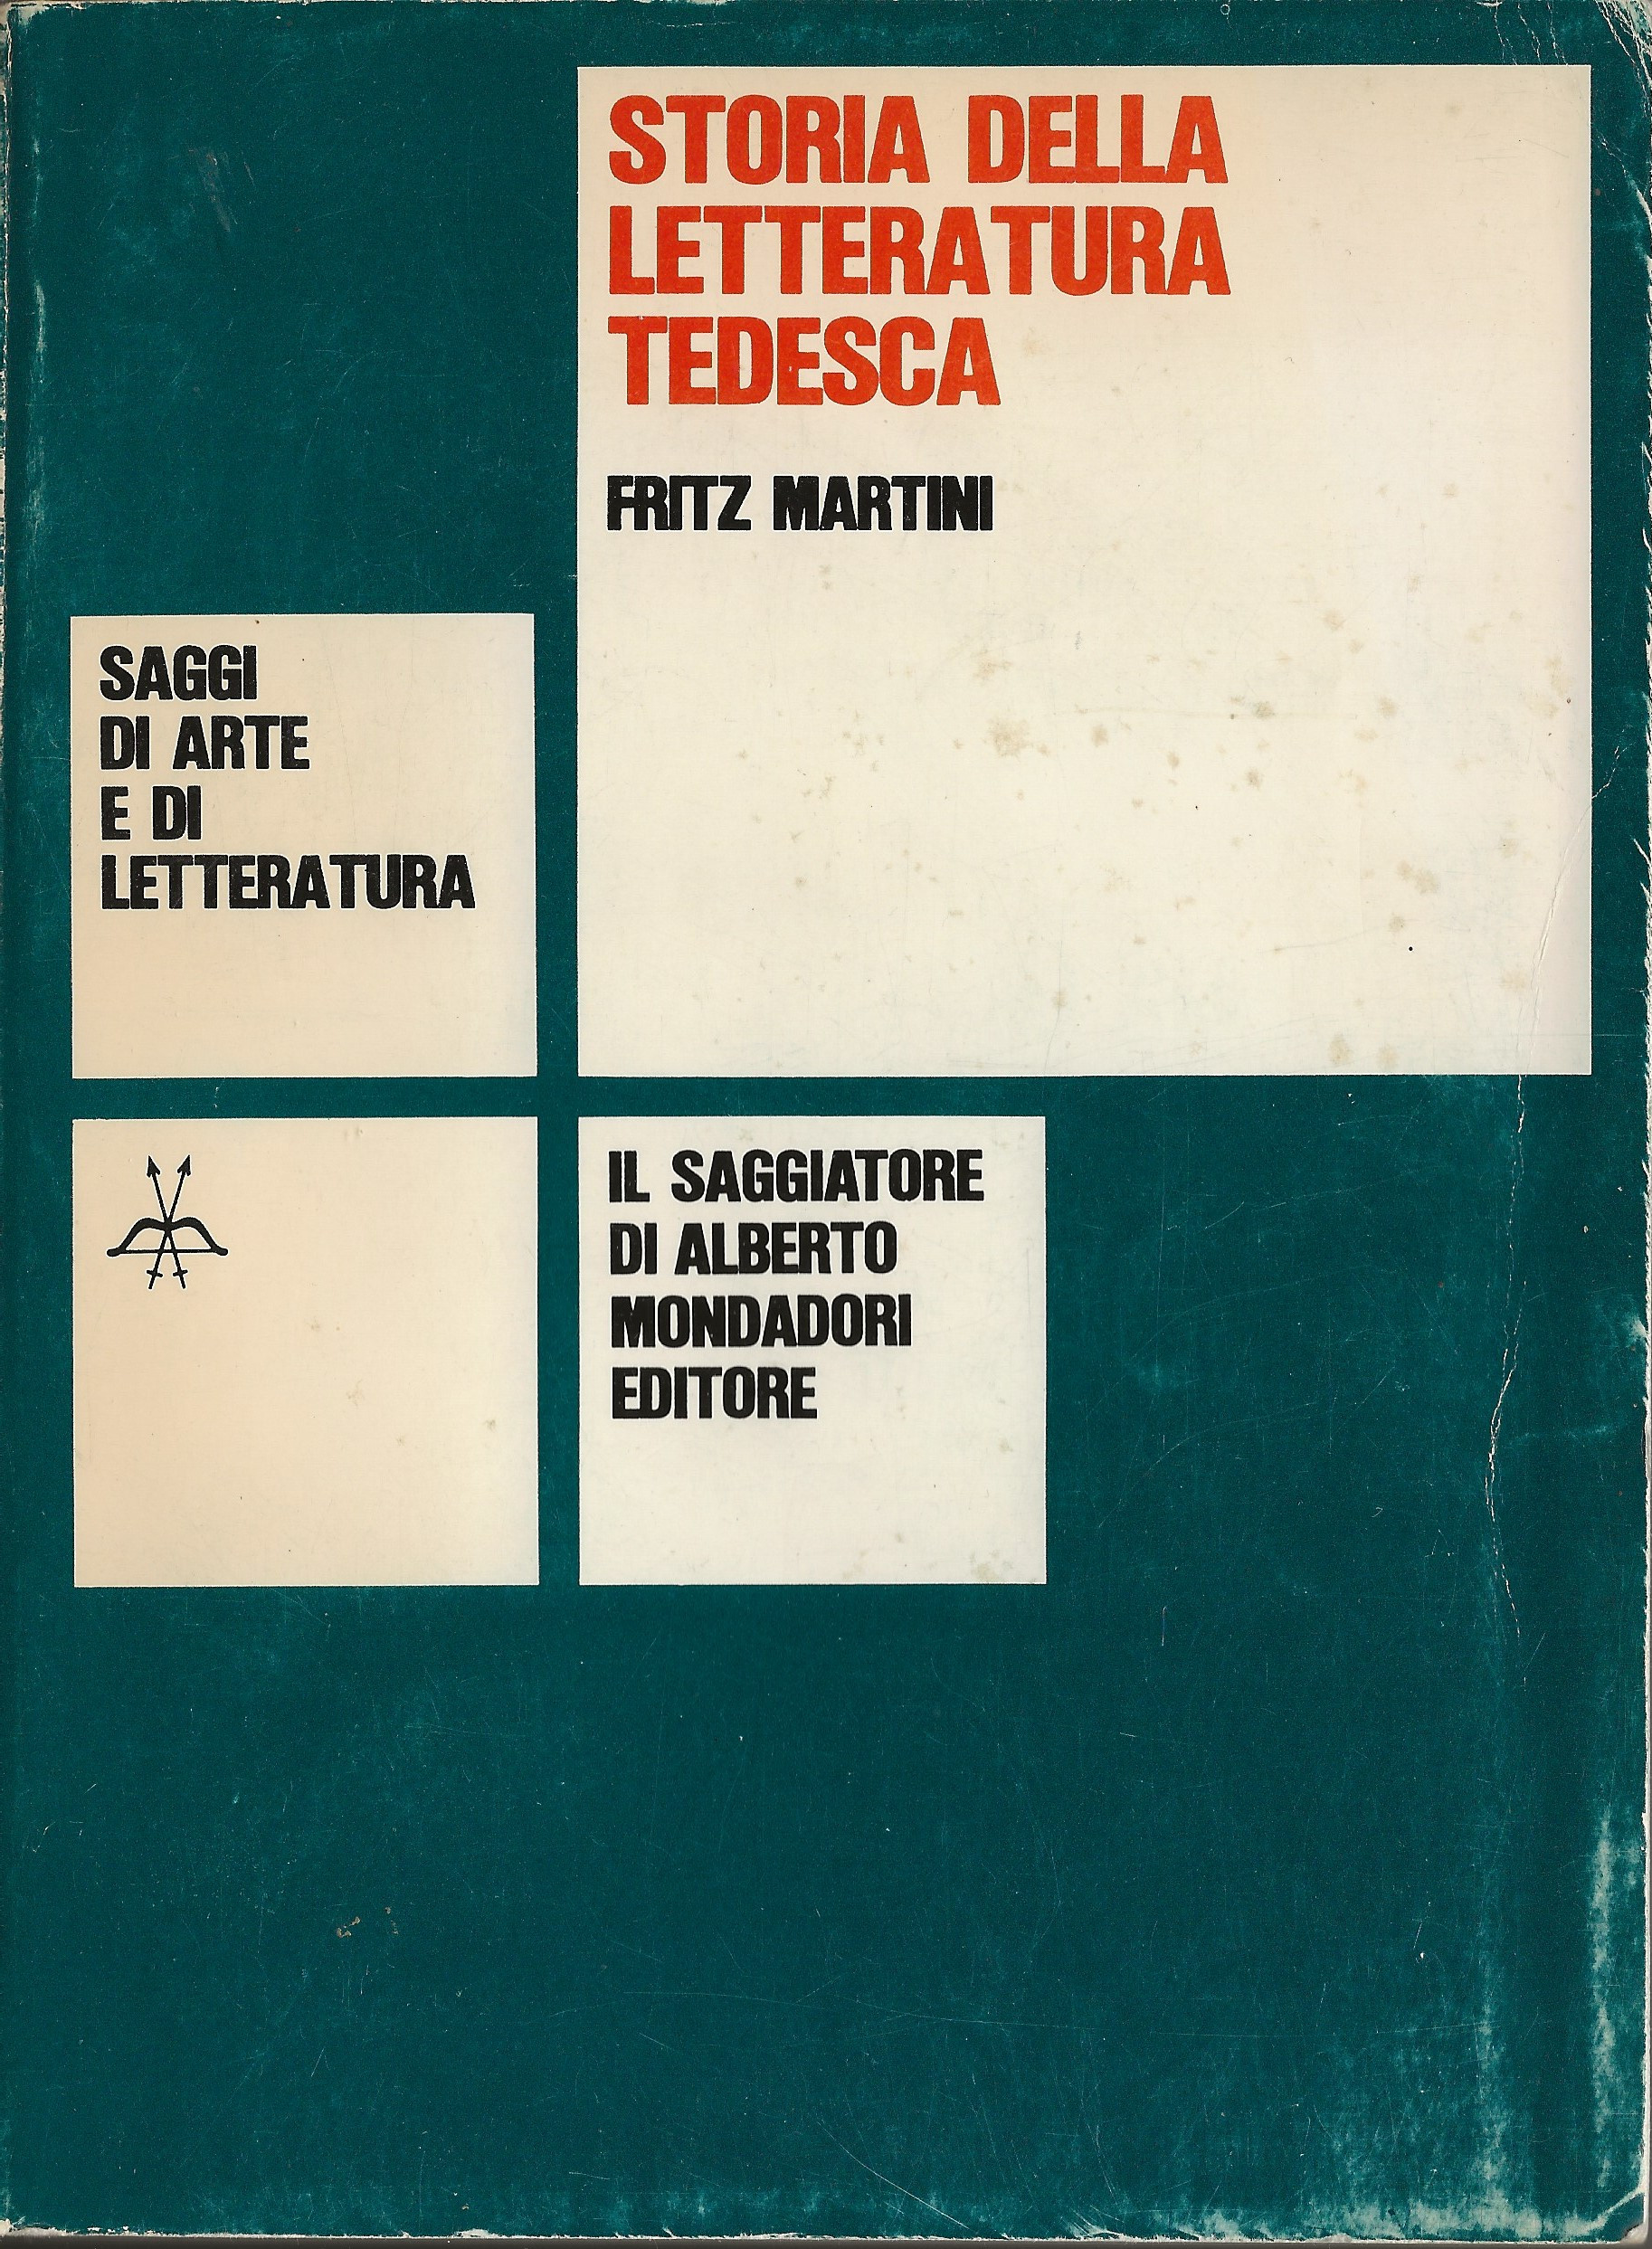 STORIA DELLA
LETTERATURA
TEDESCA
FRITZ MARTINI
SAGGI
DI ARTE
E DI
LETTERATURA
IL SAGGIATORE
DI ALBERTO
MONDADORI
EDITORE